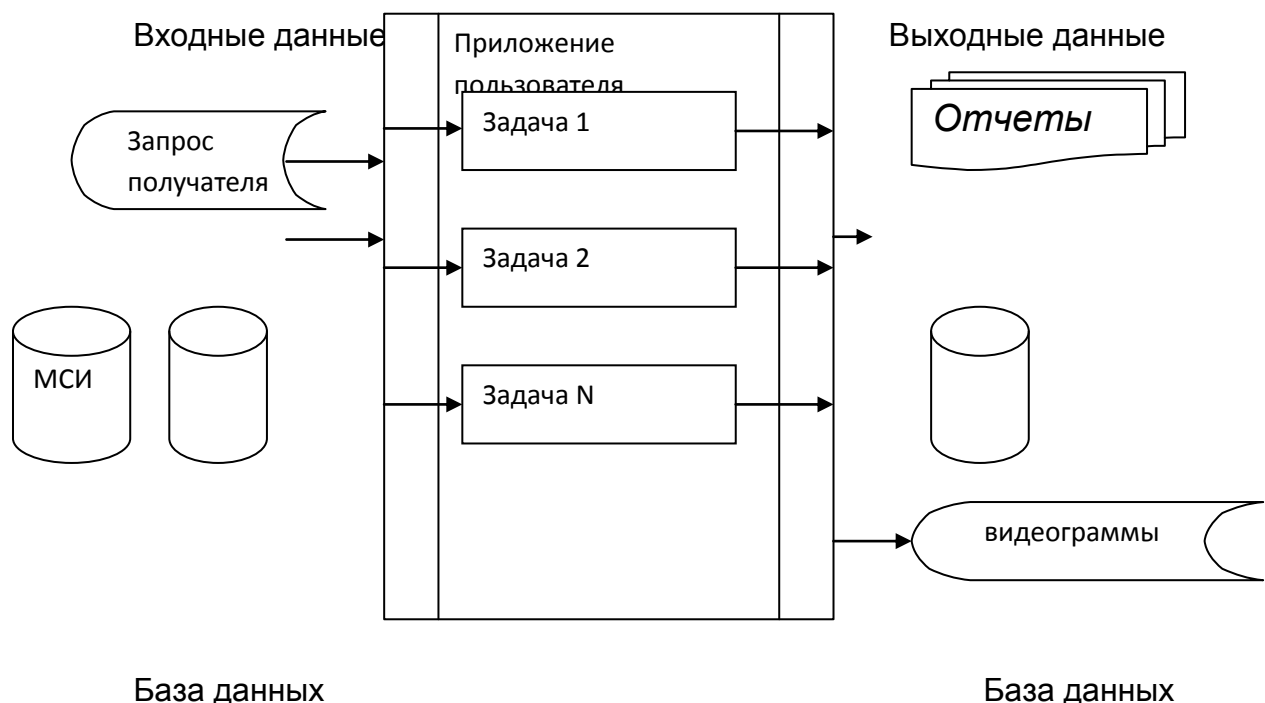 Входные данные
Приложение
пользователя
Выходные данные
Запрос
получателя
Задача 1
Отчеты
Задача 2
МСИ
Задача N
видеограммы
База данных
База данных